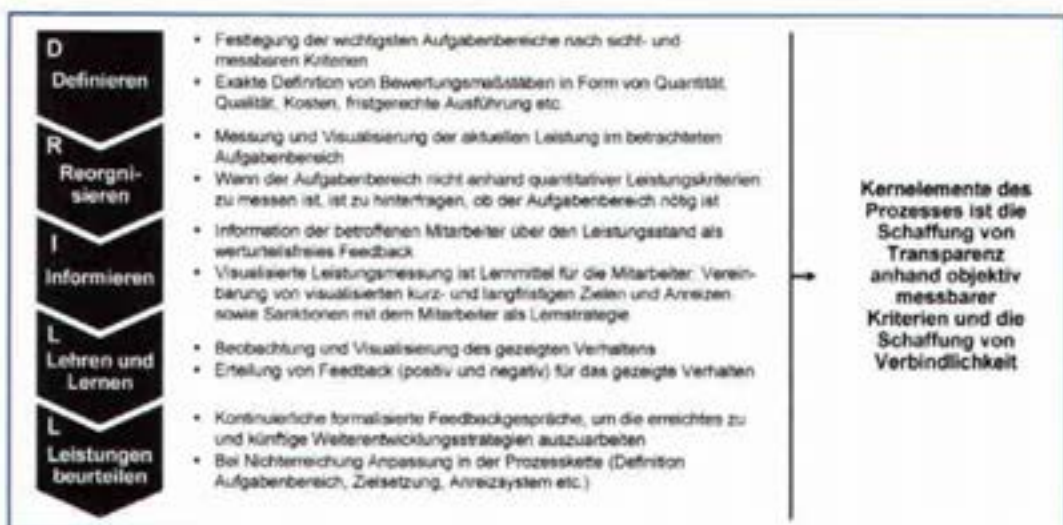 D
Definieren
• Festlegung der wichtigsten Aufgabenbereiche nach sicht- und
messbaren Kriterien
• Exakte Definition von Bewertungsmaßstäben in Form von Quantität,
Qualität, Kosten, fristgerechte Ausführung etc.
R
Reorgni-
sieren
• Messung und Visualisierung der aktuellen Leistung im betrachteten
Aufgabenbereich
• Wenn der Aufgabenbereich nicht anhand quantitativer Leistungskriterien
zu messen ist, ist zu hinterfragen, ob der Aufgabenbereich nötig ist
I
Informieren
• Information der betroffenen Mitarbeiter über den Leistungsstand als
werturteilsfreies Feedback
• Visualisierte Leistungsmessung ist Lernmittel für die Mitarbeiter: Verein-
barung von visualisierten kurz- und langfristigen Zielen und Anreizen
sowie Sanktionen mit dem Mitarbeiter als Lernstrategie
L
Lehren und
Lernen
• Beobachtung und Visualisierung des gezeigten Verhaltens
• Erteilung von Feedback (positiv und negativ) für das gezeigte Verhalten
L
Leistungen
beurteilen
• Kontinuierliche formalisierte Feedbackgespräche, um die erreichtes zu
und künftige Weiterentwicklungsstrategien auszuarbeiten
• Bei Nichterreichung Anpassung in der Prozesskette (Definition
Aufgabenbereich, Zielsetzung, Anreizsystem etc.)
Kernelemente des
Prozesses ist die
Schaffung von
Transparenz
anhand objektiv
messbarer
Kriterien und die
Schaffung von
Verbindlichkeit